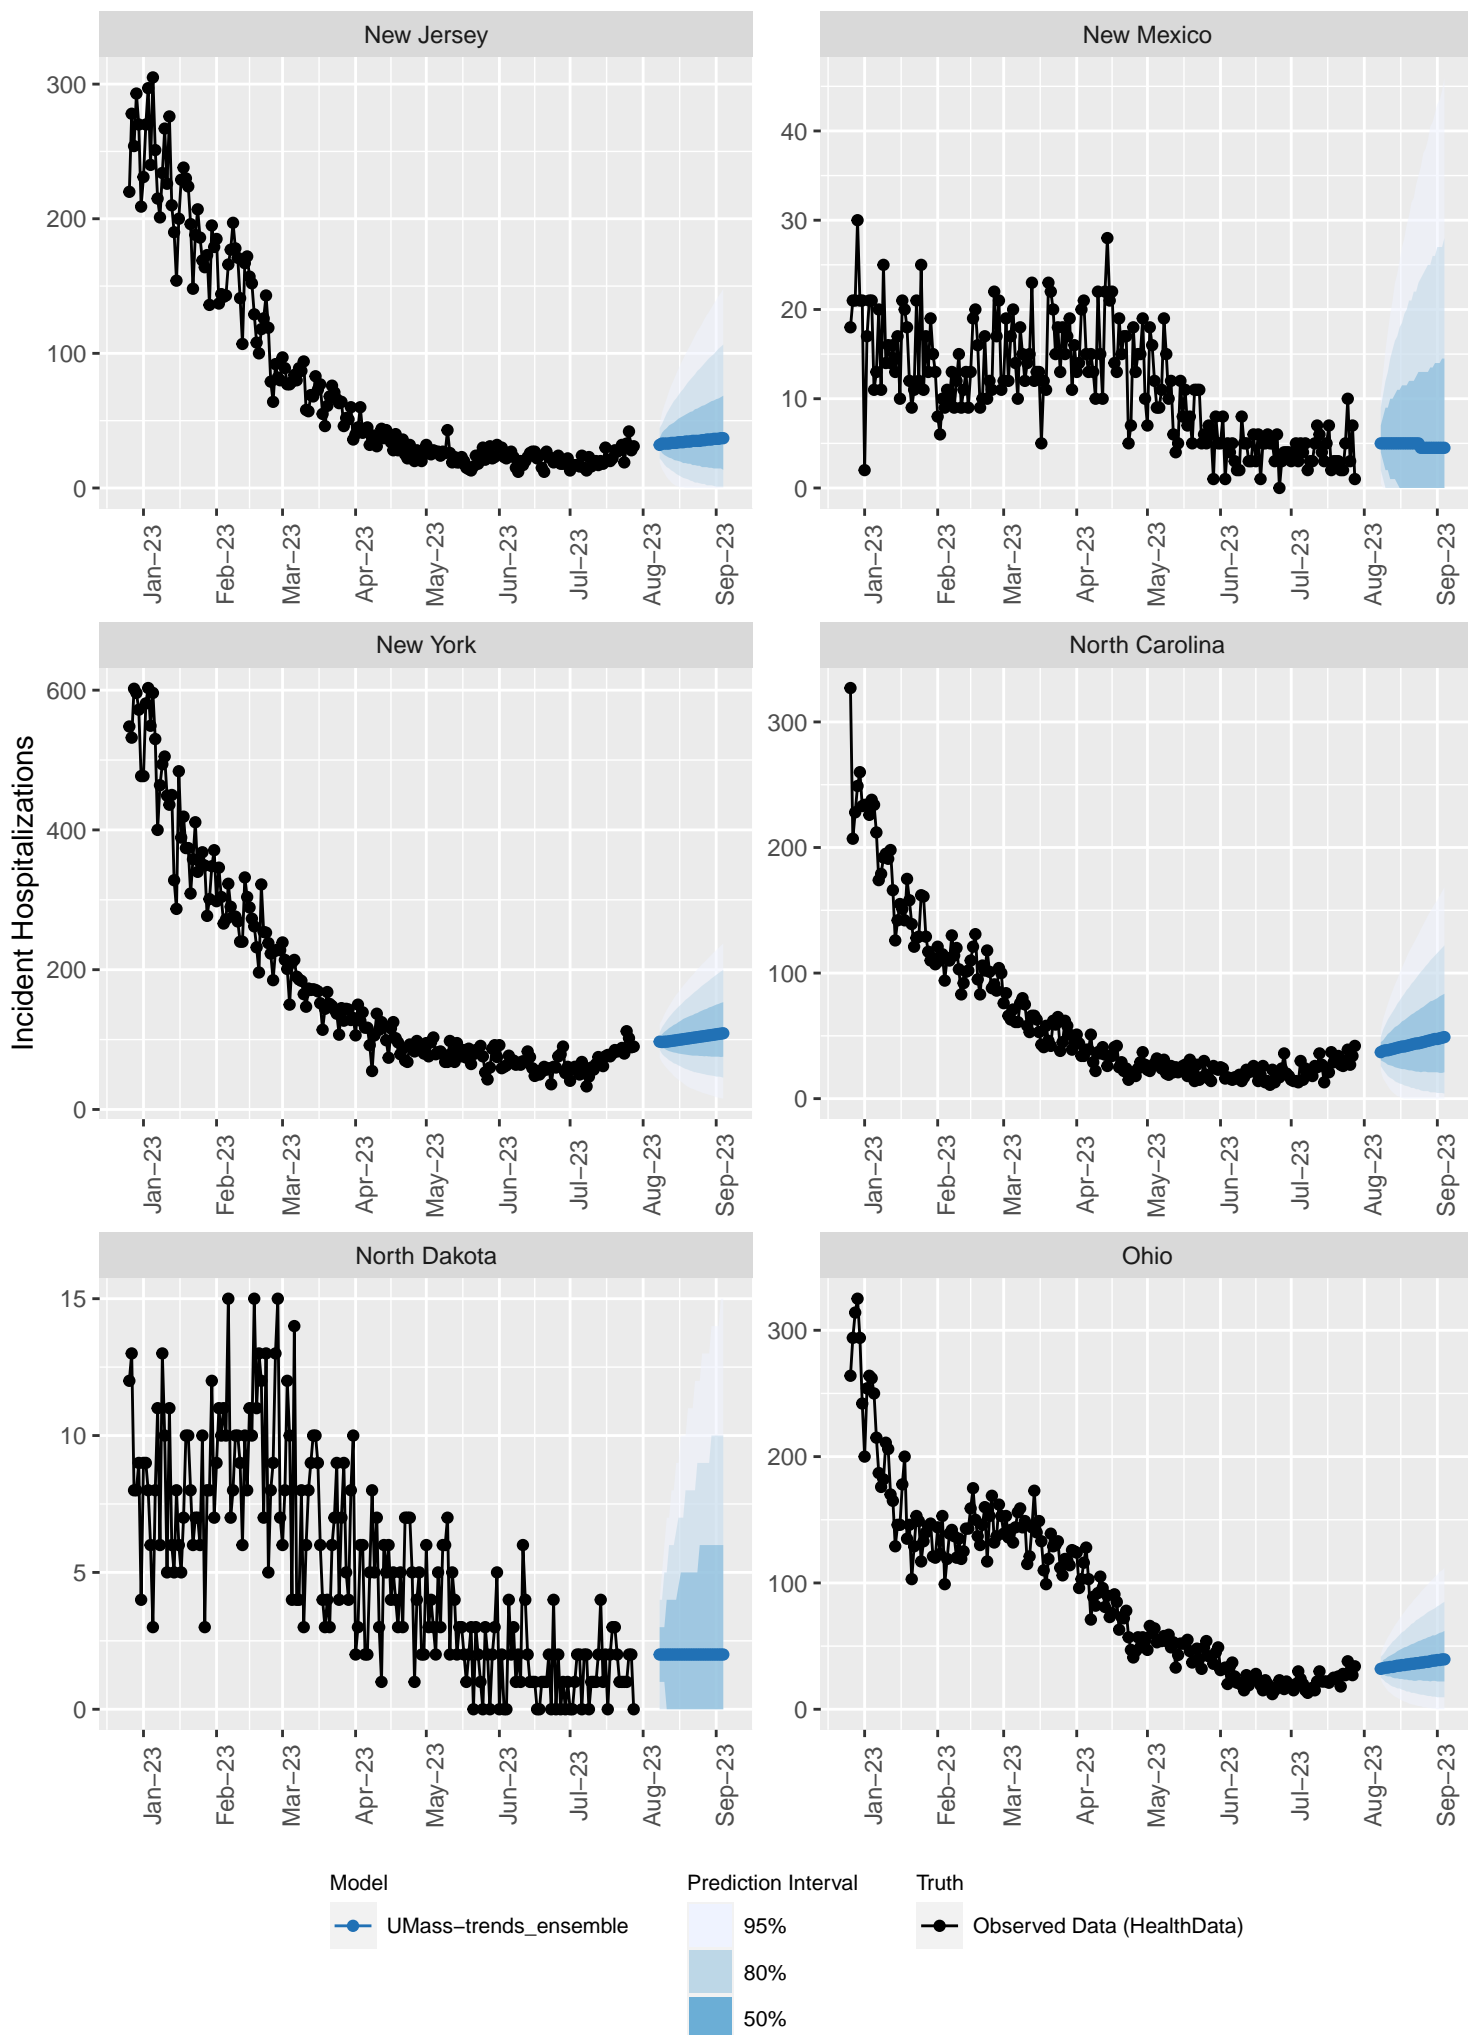 New Jersey
New Mexico
300
200
100
0
40
30
20
10
0
Jan−23
Feb−23
Mar−23
Apr−23
May−23
Jun−23
Jul−23
Aug−23
Sep−23
Jan−23
Feb−23
Mar−23
Apr−23
May−23
Jun−23
Jul−23
Aug−23
Sep−23
Incident Hospitalizations
New York
North Carolina
600
400
200
0
300
200
100
0
Jan−23
Feb−23
Mar−23
Apr−23
May−23
Jun−23
Jul−23
Aug−23
Sep−23
Jan−23
Feb−23
Mar−23
Apr−23
May−23
Jun−23
Jul−23
Aug−23
Sep−23
North Dakota
Ohio
15
10
5
0
300
200
100
0
Jan−23
Feb−23
Mar−23
Apr−23
May−23
Jun−23
Jul−23
Aug−23
Sep−23
Jan−23
Feb−23
Mar−23
Apr−23
May−23
Jun−23
Jul−23
Aug−23
Sep−23
Model
UMass−trends_ensemble
Prediction Interval
95%
80%
50%
Truth
Observed Data (HealthData)